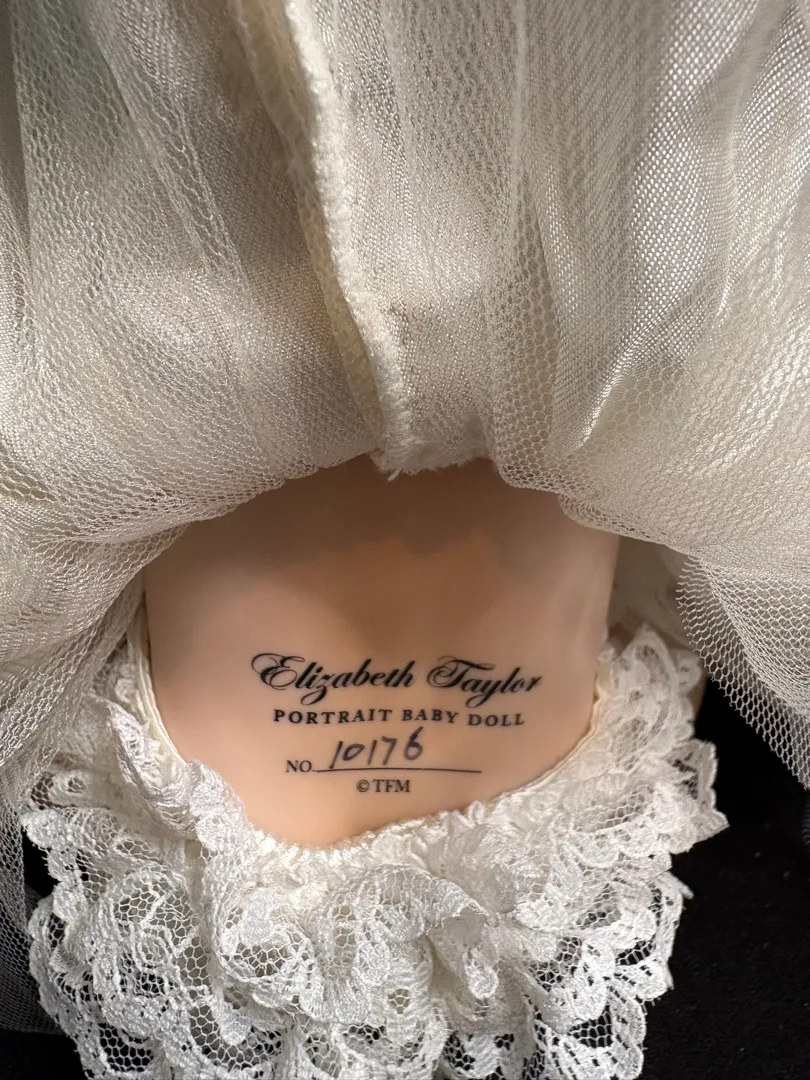 Elizabeth Taylor
PORTRAIT BABY DOLL
NO. 10176
©TFM